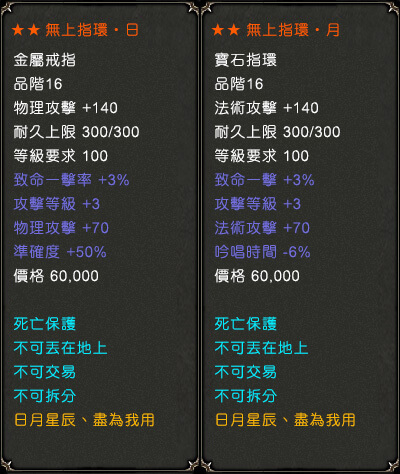 ★★無上指環·日
金屬戒指
品階16
物理攻擊 +140
耐久上限 300/300
等級要求 100
致命一擊率 +3%
攻擊等級 +3
物理攻擊 +70
準確度 +50%
價格 60,000
死亡保護
不可丟在地上
不可交易
不可拆分
日月星辰、盡為我用
★★無上指環·月
寶石指環
品階16
法術攻擊 +140
耐久上限 300/300
等級要求 100
致命一擊 +3%
攻擊等級 +3
法術攻擊 +70
吟唱時間 -6%
價格 60,000
死亡保護
不可丟在地上
不可交易
不可拆分
日月星辰、盡為我用